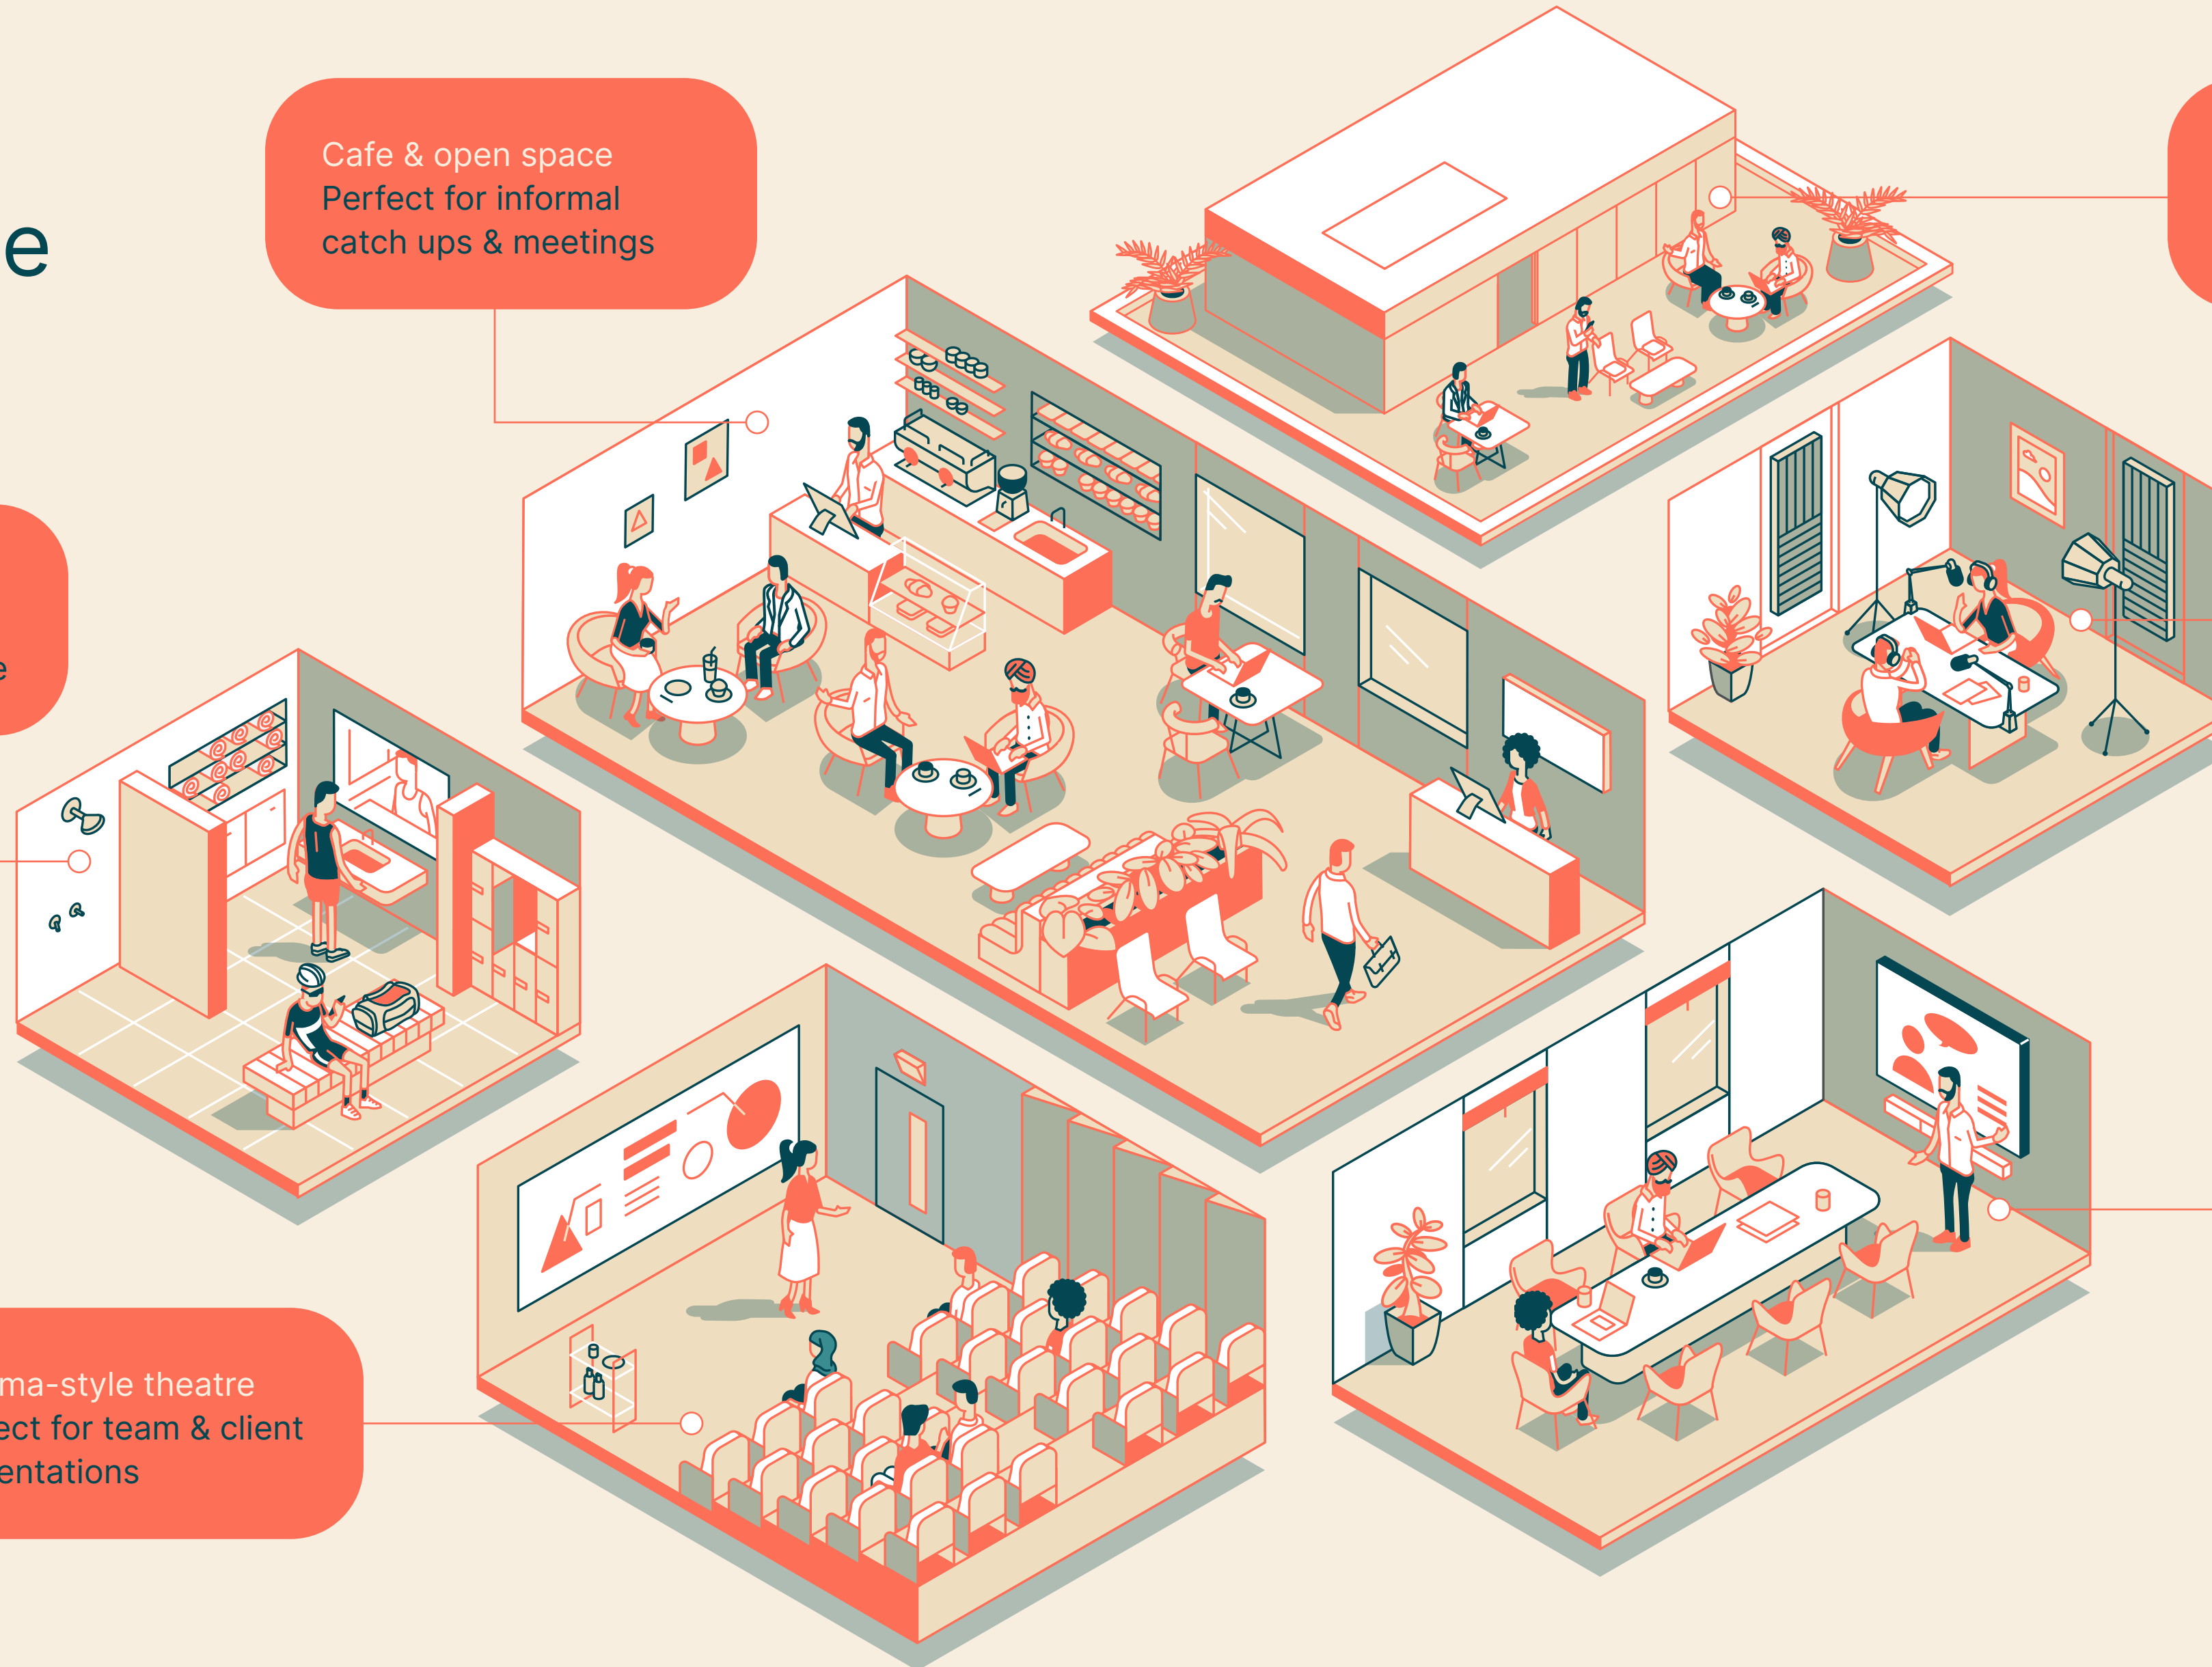 e
Cafe & open space
Perfect for informal
catch ups & meetings
e
ma-style theatre
ect for team & client
entations